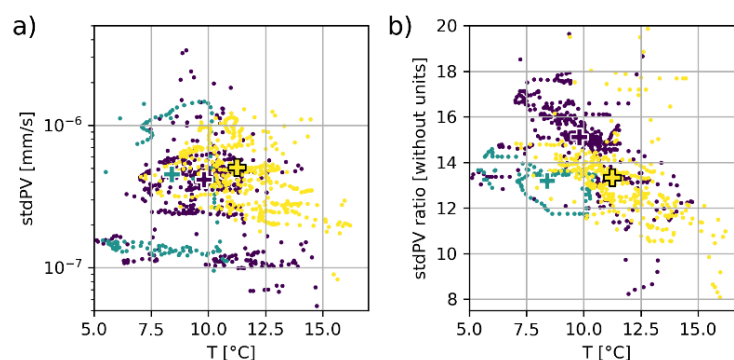 a)
stdPV [mm/s]
10⁻⁶
10⁻⁷
5.0 7.5 10.0 12.5 15.0
T [°C]
b)
stdPV ratio [without units]
20
18
16
14
12
10
8
5.0 7.5 10.0 12.5 15.0
T [°C]